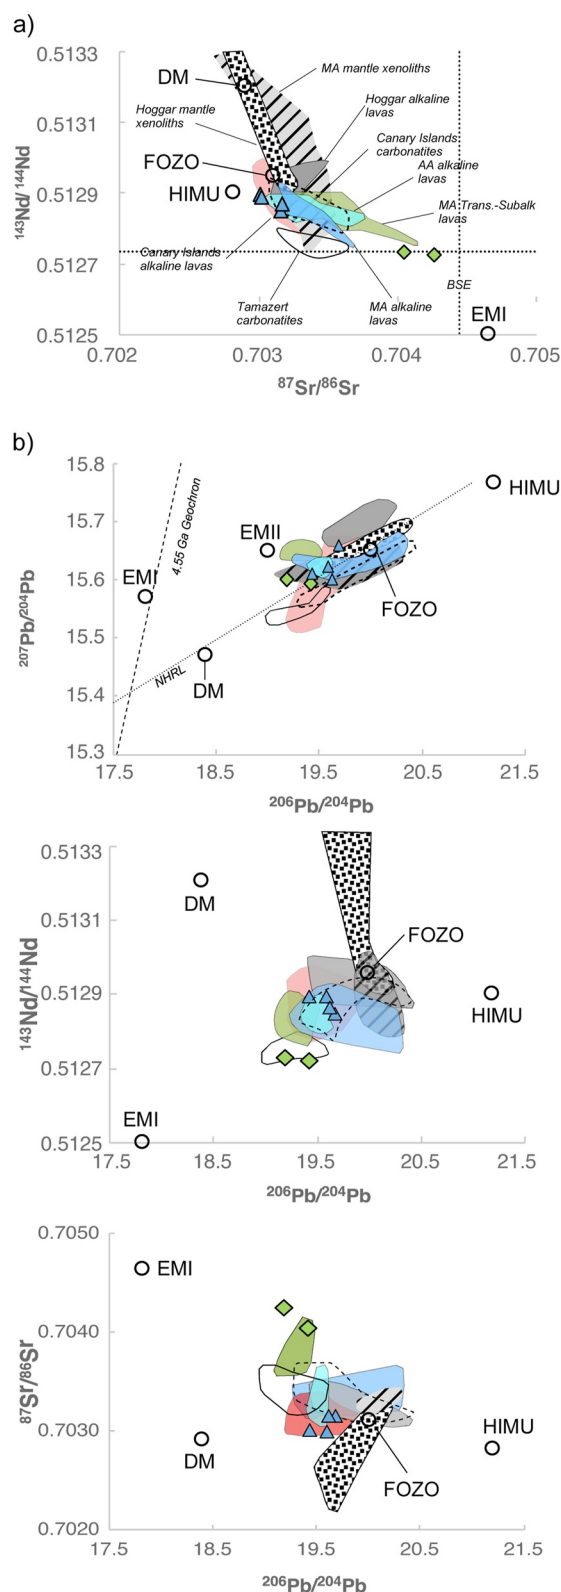 a)
0.5133
DM
MA mantle xenoliths
Hoggar alkaline
lavas
0.5131
Hoggar mantle
xenoliths
Canary Islands
carbonatites
FOZO
AA alkaline
lavas
HIMU
0.5129
MA Trans.-Subalk
lavas
143Nd/144Nd
Canary Islands
alkaline lavas
0.5127
BSE
Tamazert
carbonatites
MA alkaline
lavas
EMI
0.5125
0.702
0.703
0.704
0.705
87Sr/86Sr
b)
15.8
HIMU
4.55 Ga Geochron
15.7
EMII
EMI
15.6
FOZO
207Pb/204Pb
15.5
NHRL
DM
15.4
15.3
17.5
18.5
19.5
20.5
21.5
206Pb/204Pb
0.5133
DM
0.5131
FOZO
143Nd/144Nd
0.5129
HIMU
0.5127
EMI
0.5125
17.5
18.5
19.5
20.5
21.5
206Pb/204Pb
0.7050
EMI
0.7040
87Sr/86Sr
0.7030
HIMU
DM
FOZO
0.7020
17.5
18.5
19.5
20.5
21.5
206Pb/204Pb